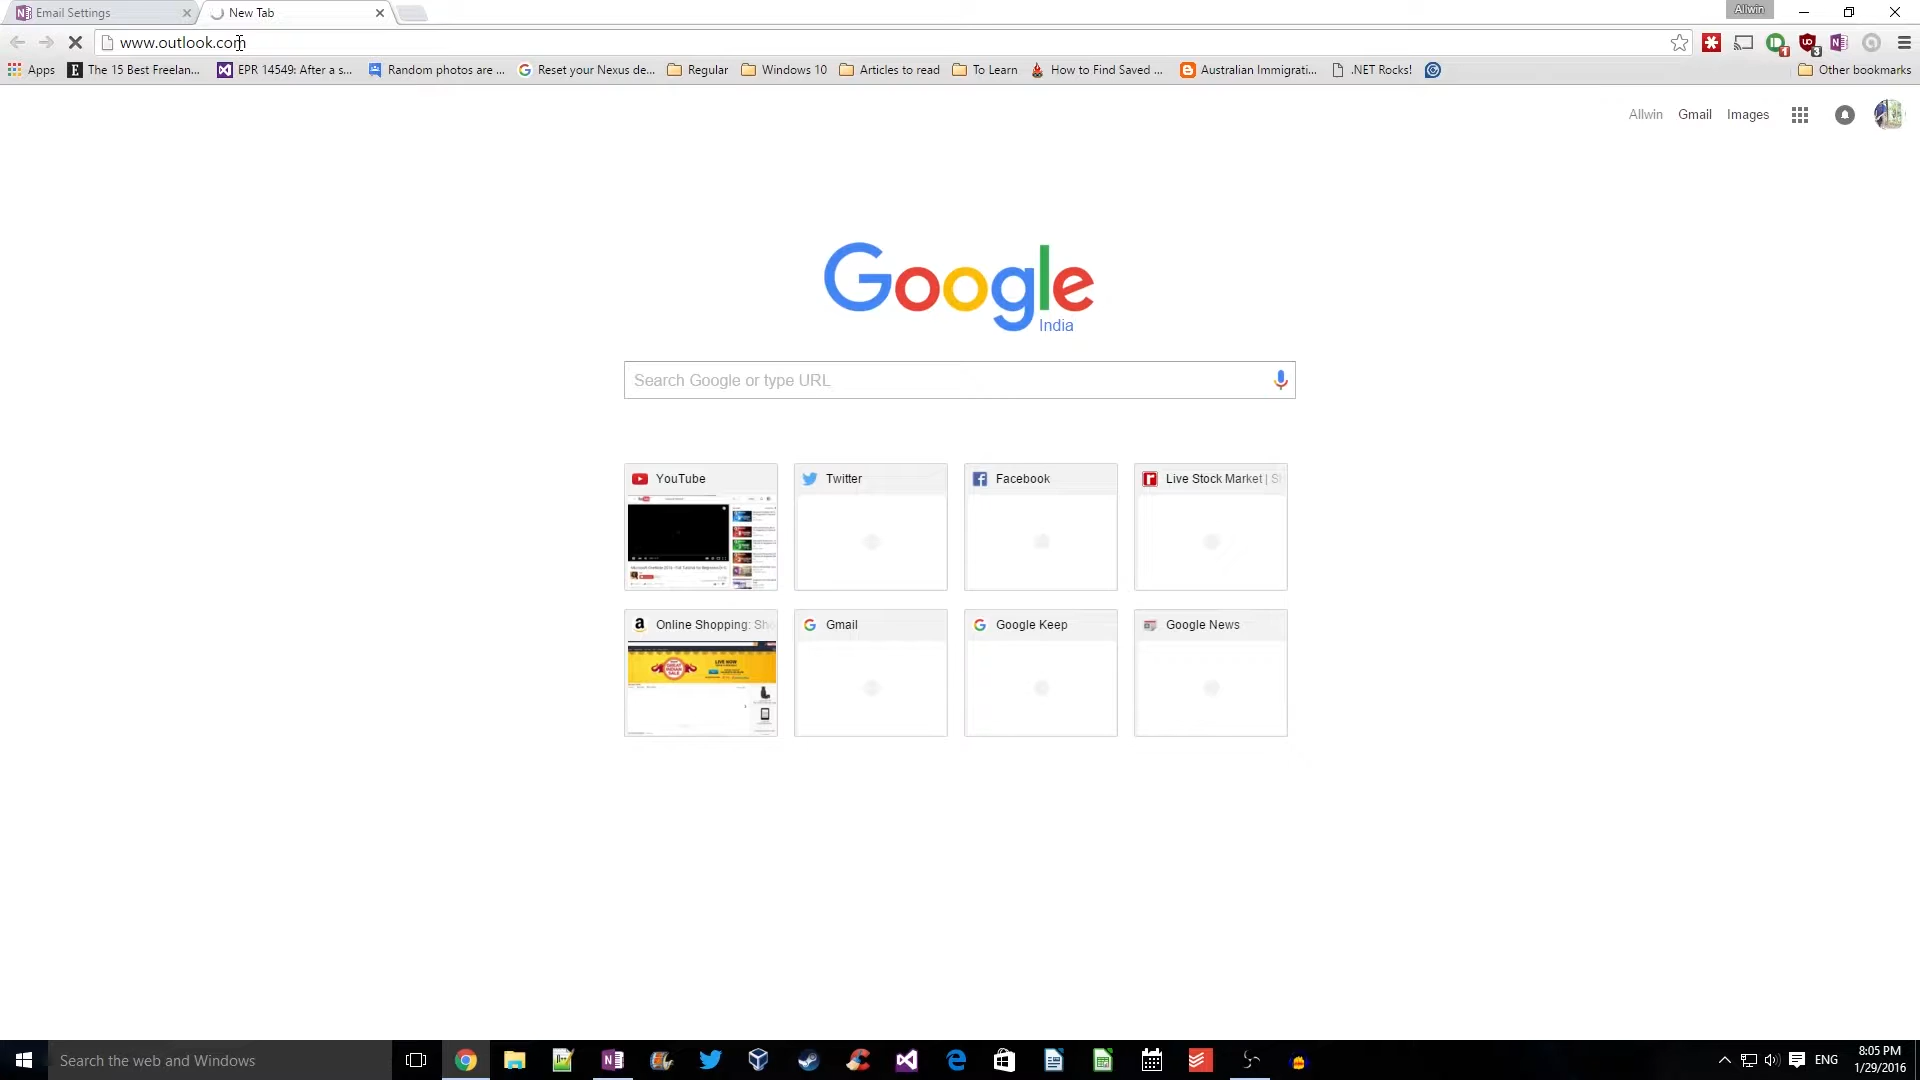 Email Settings
New Tab
Allwin
www.outlook.com
Apps
The 15 Best Freelan...
EPR 14549: After a s...
Random photos are ...
Reset your Nexus de...
Regular
Windows 10
Articles to read
To Learn
How to Find Saved ...
Australian Immigrati...
.NET Rocks!
Other bookmarks
Allwin
Gmail
Images
Google
India
Search Google or type URL
YouTube
Twitter
Facebook
Live Stock Market | S
Online Shopping: Sho
Gmail
Google Keep
Google News
LIVE NOW
Search the web and Windows
ENG
8:05 PM
1/29/2016